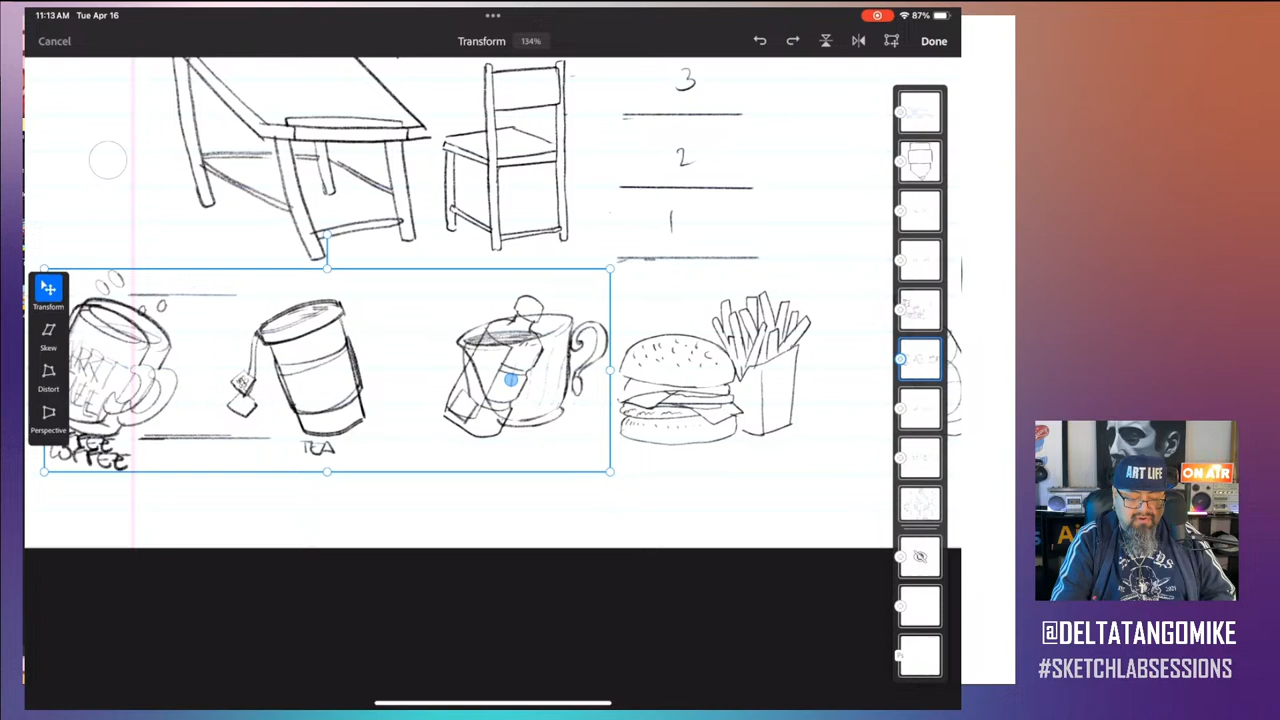 11:13 AM Tue Apr 16
87%
Cancel
Transform 134%
Done
3
2
1
Transform
Skew
Distort
Perspective
COFFEE
TEA
Ps
ART LIFE
ON AIR
@DELTATANGOMIKE
#SKETCHLABSESSIONS